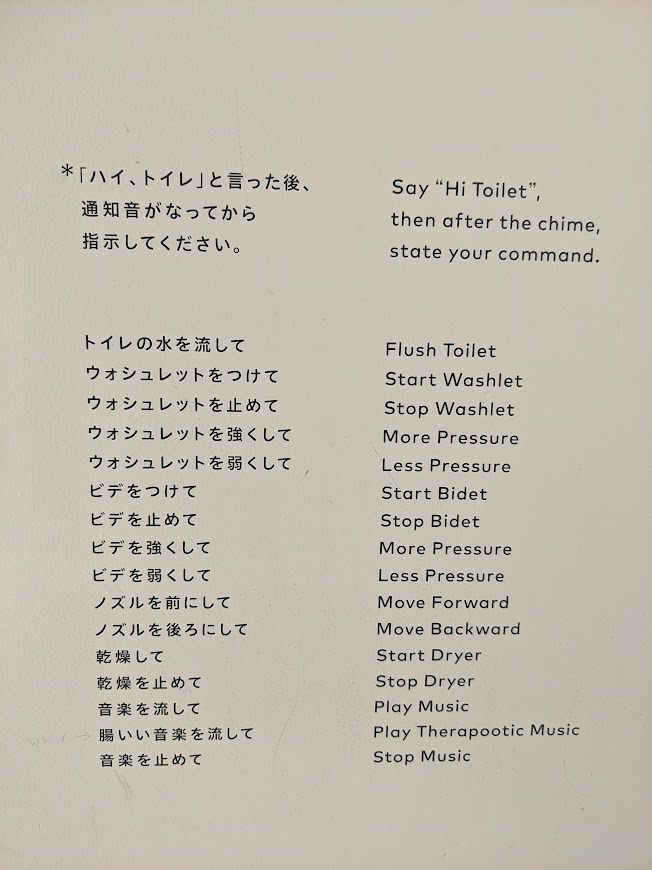 *「ハイ、トイレ」と言った後、
通知音がなってから
指示してください。
Say “Hi Toilet”,
then after the chime,
state your command.
トイレの水を流して
ウォシュレットをつけて
ウォシュレットを止めて
ウォシュレットを強くして
ウォシュレットを弱くして
ビデをつけて
ビデを止めて
ビデを強くして
ビデを弱くして
ノズルを前にして
ノズルを後ろにして
乾燥して
乾燥を止めて
音楽を流して
腸いい音楽を流して
音楽を止めて
Flush Toilet
Start Washlet
Stop Washlet
More Pressure
Less Pressure
Start Bidet
Stop Bidet
More Pressure
Less Pressure
Move Forward
Move Backward
Start Dryer
Stop Dryer
Play Music
Play Therapootic Music
Stop Music